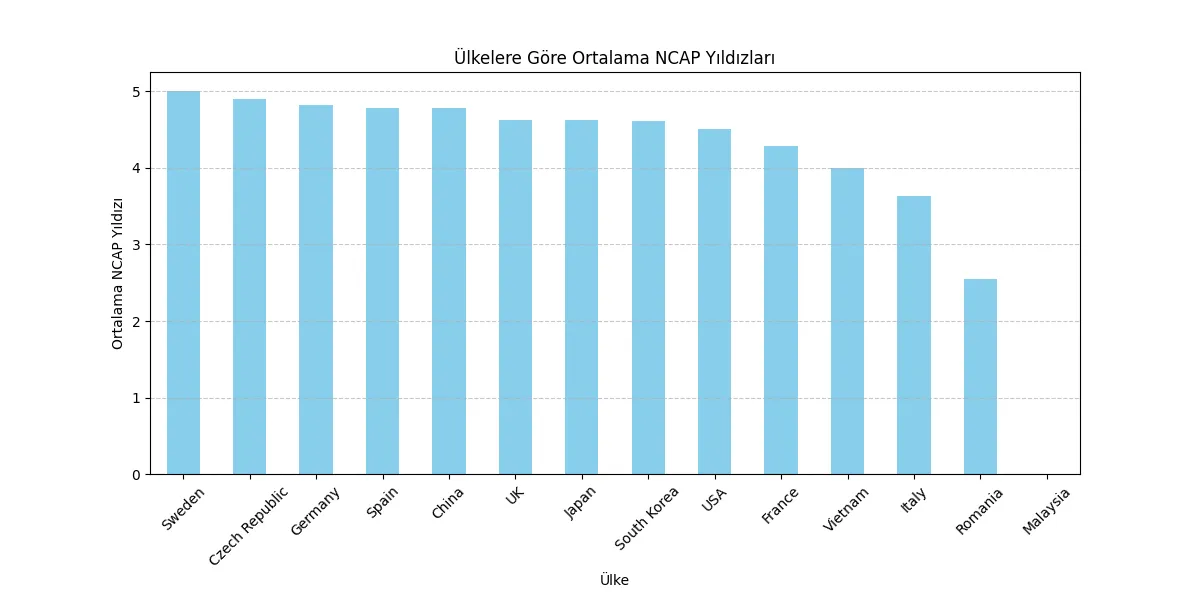 Ülkelere Göre Ortalama NCAP Yıldızları
Ortalama NCAP Yıldızı
5
4
3
2
1
0
Sweden
Czech Republic
Germany
Spain
China
UK
Japan
South Korea
USA
France
Vietnam
Italy
Romania
Malaysia
Ülke